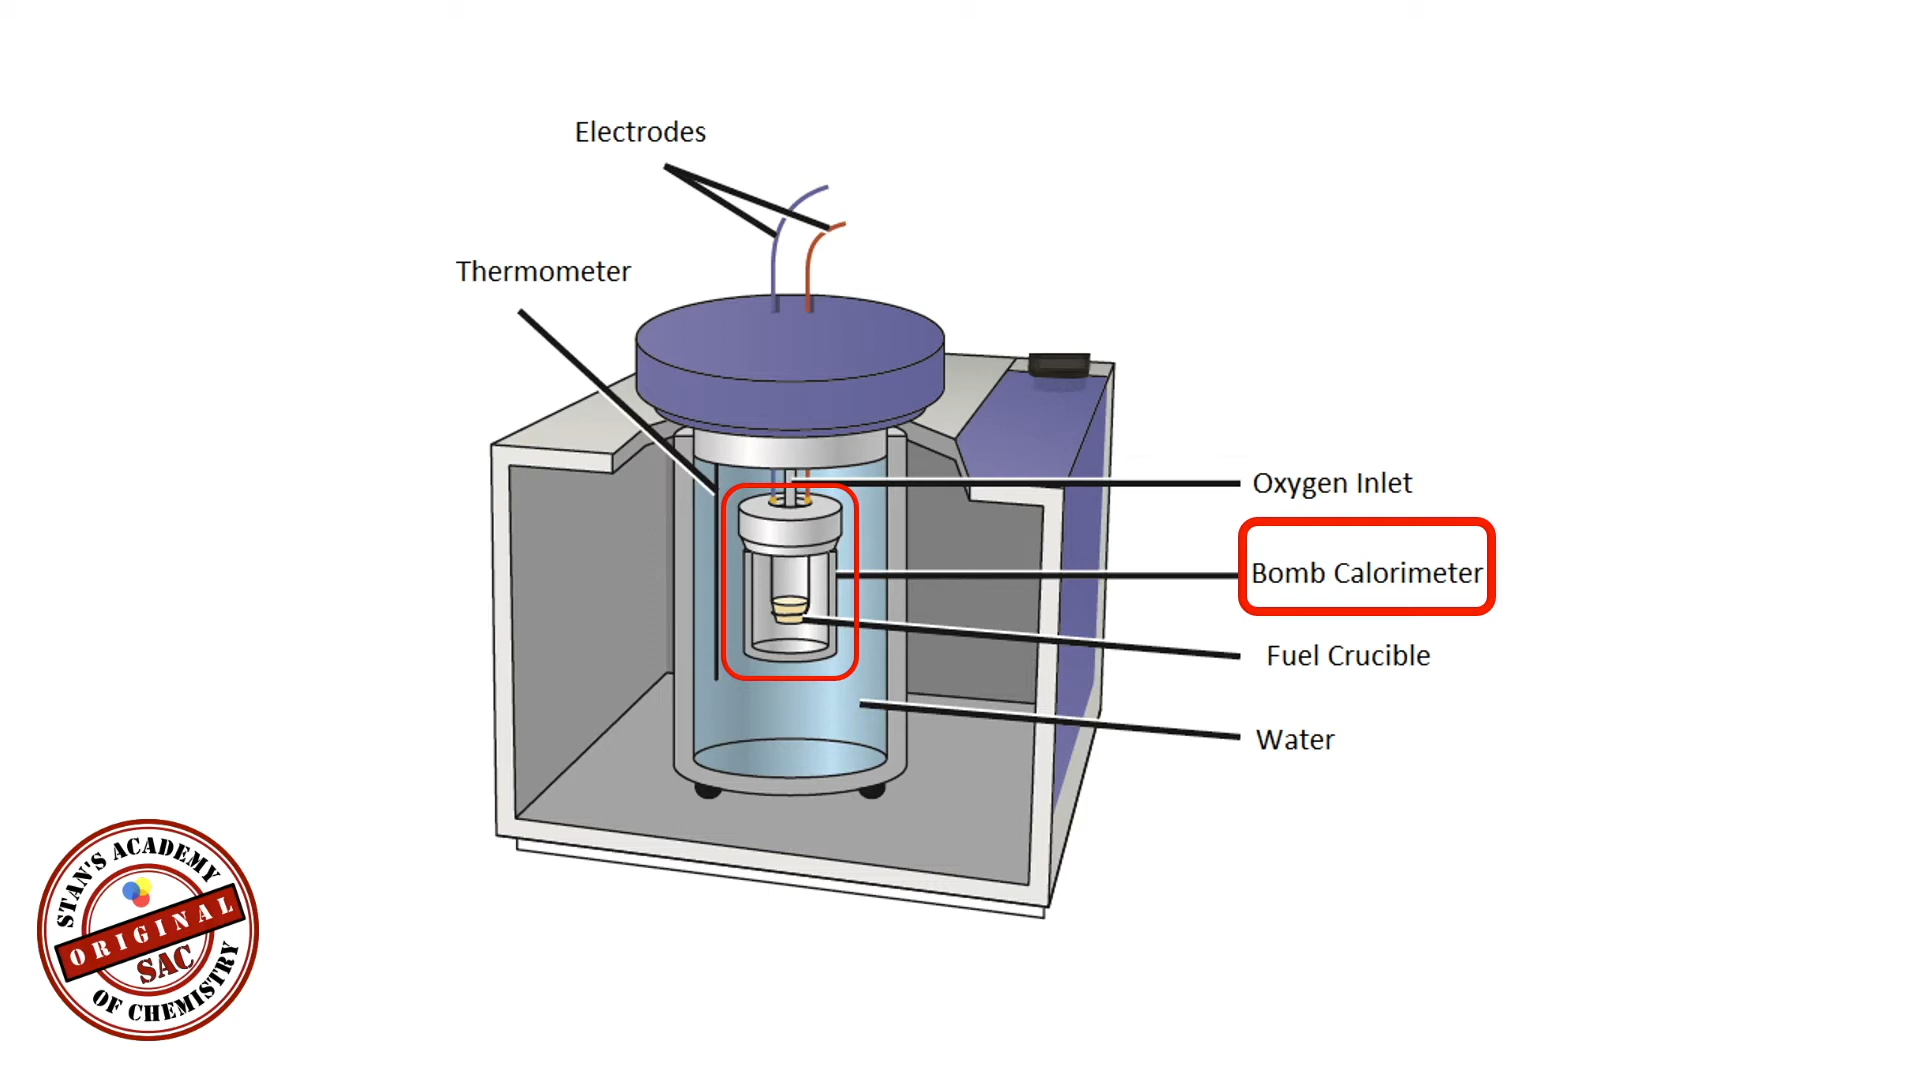 Electrodes
Thermometer
Oxygen Inlet
Bomb Calorimeter
Fuel Crucible
Water
STAN'S ACADEMY
ORIGINAL
SAC
OF CHEMISTRY